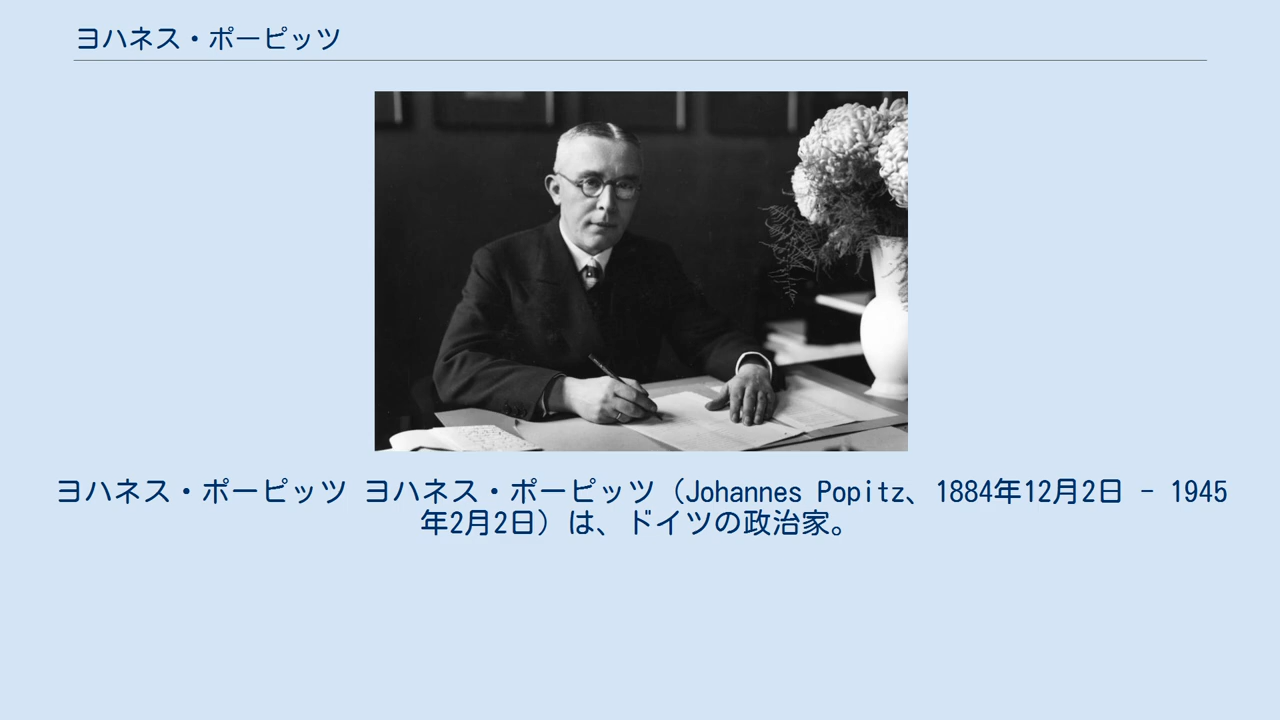 ヨハネス・ポーピッツ
ヨハネス・ポーピッツ ヨハネス・ポーピッツ（Johannes Popitz、1884年12月2日 - 1945
年2月2日）は、ドイツの政治家。